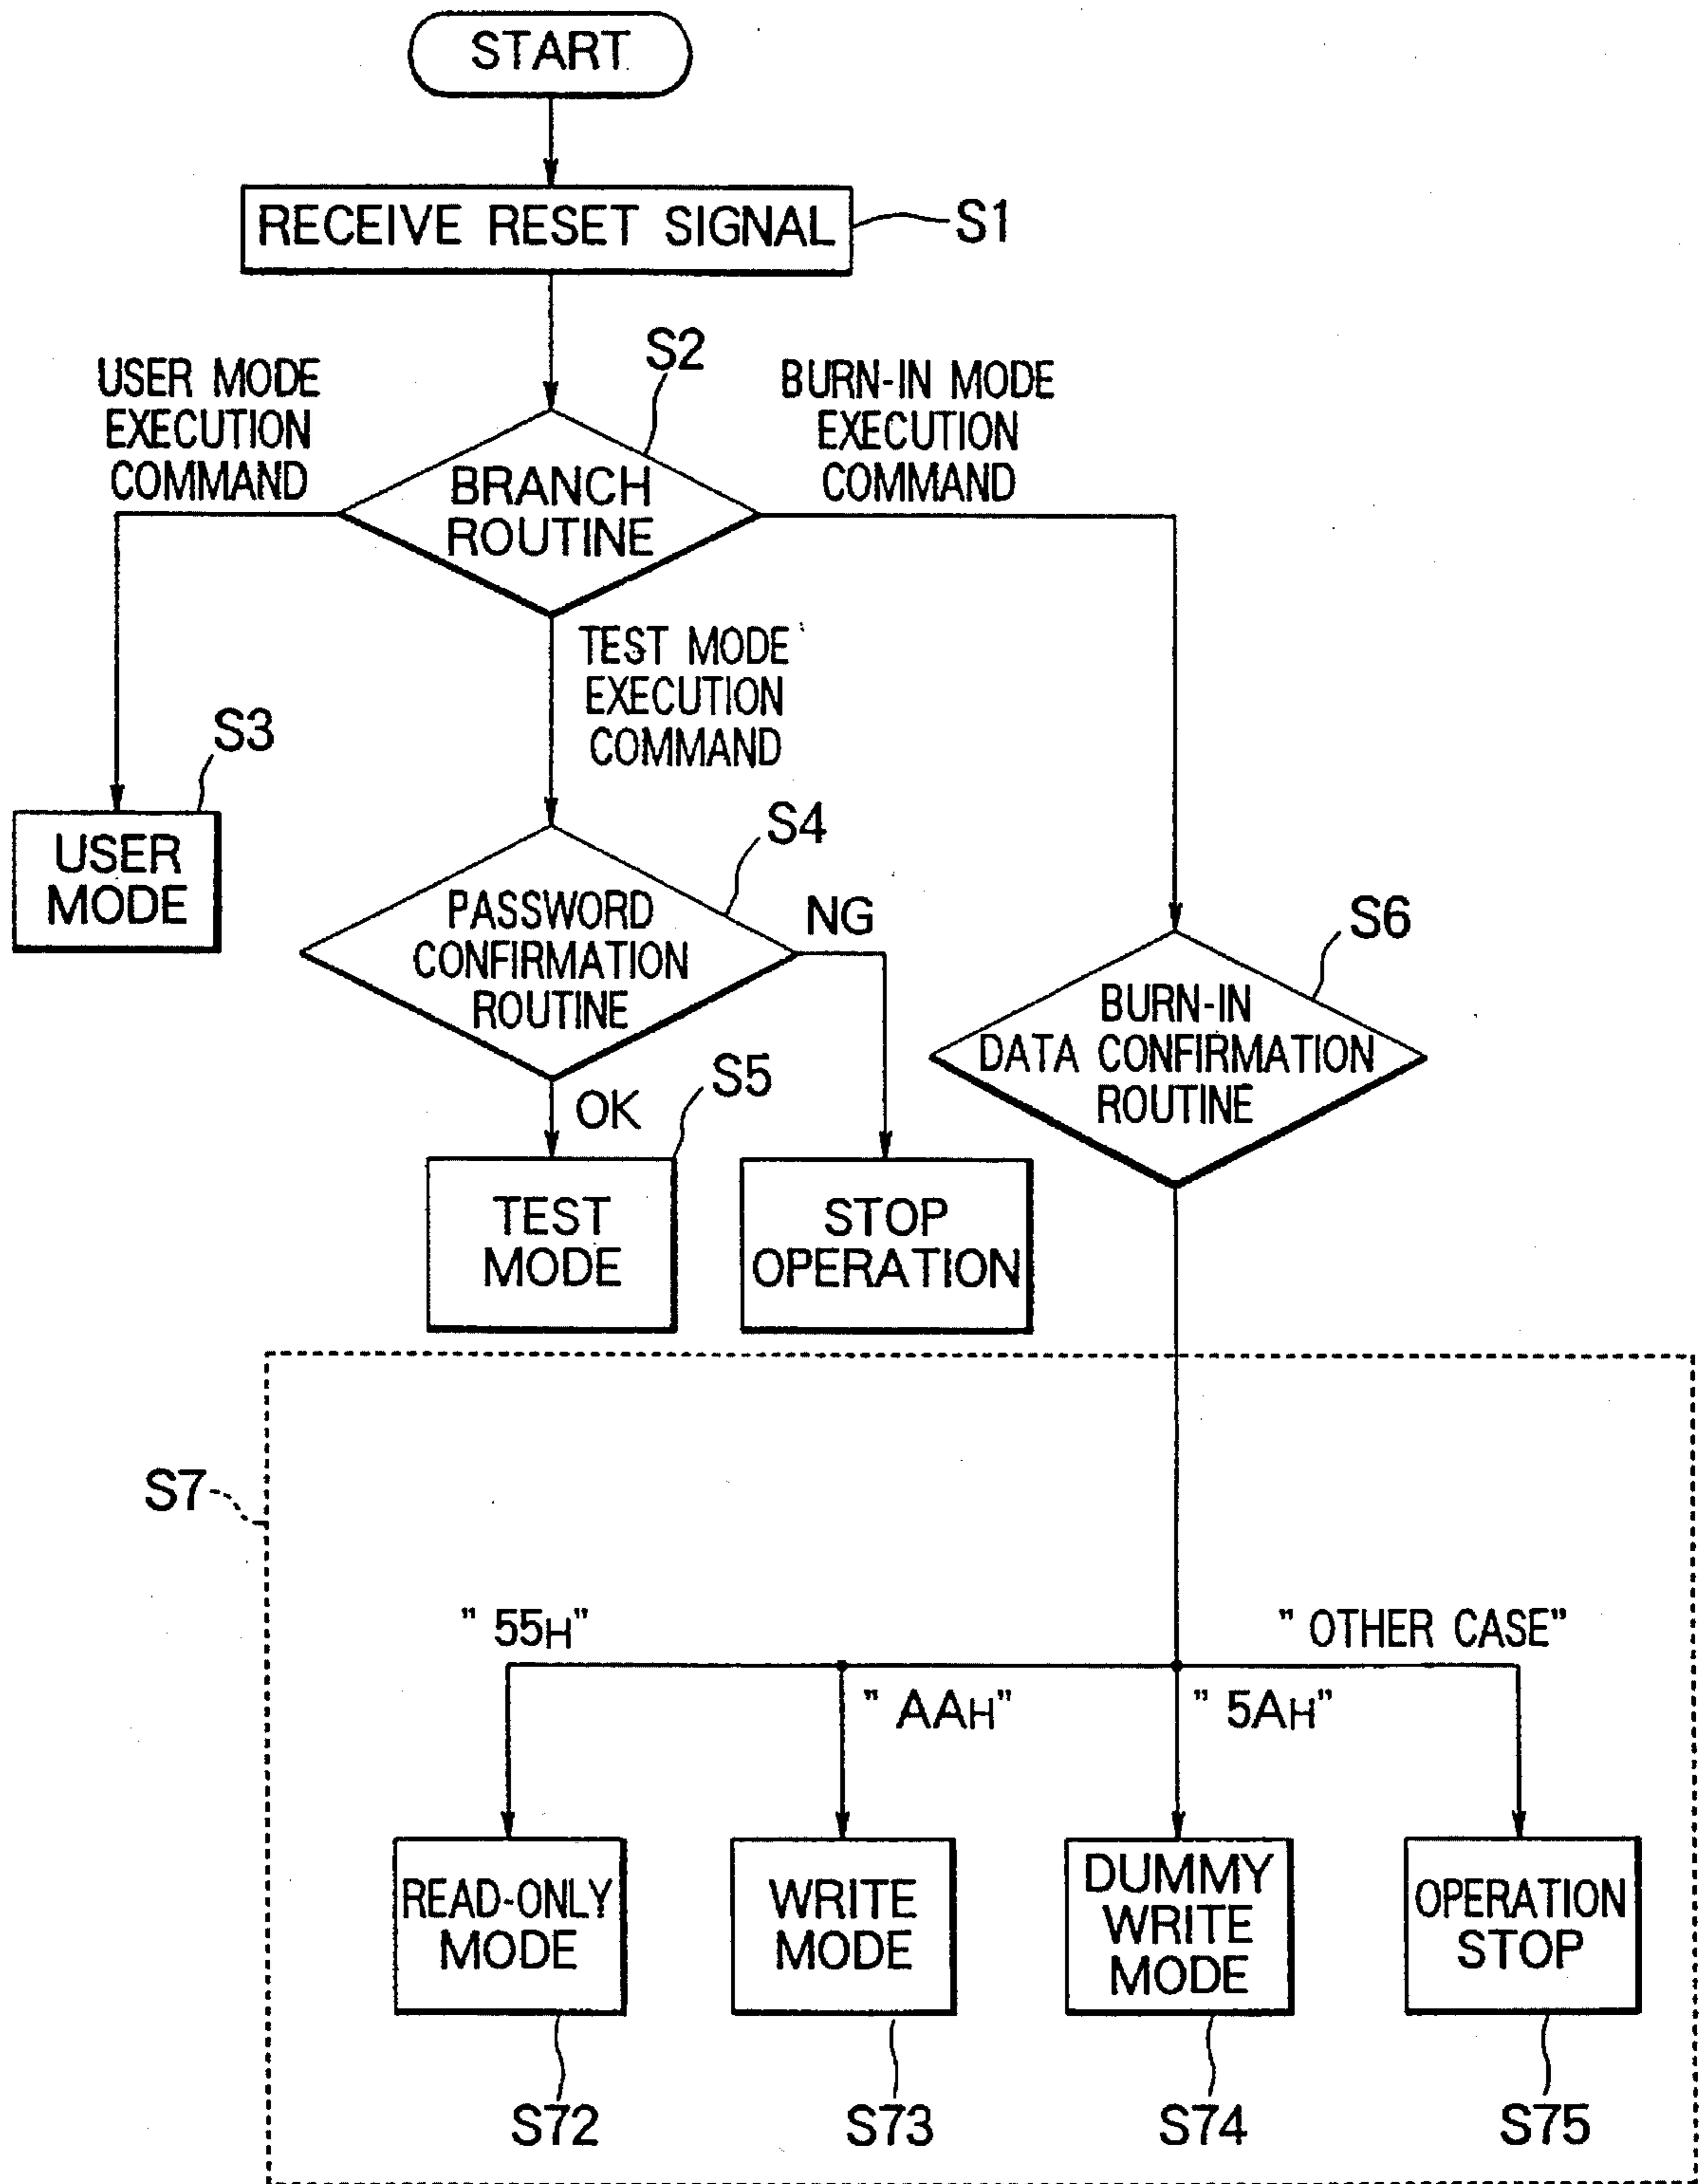 START
RECEIVE RESET SIGNAL
S1
S2
USER MODE
EXECUTION
COMMAND
BURN-IN MODE
EXECUTION
COMMAND
BRANCH
ROUTINE
TEST MODE
EXECUTION
COMMAND
S3
USER
MODE
S4
PASSWORD
CONFIRMATION
ROUTINE
NG
S6
BURN-IN
DATA CONFIRMATION
ROUTINE
OK
S5
TEST
MODE
STOP
OPERATION
S7
" 55H"
" AAH"
" 5AH"
" OTHER CASE"
READ-ONLY
MODE
WRITE
MODE
DUMMY
WRITE
MODE
OPERATION
STOP
S72
S73
S74
S75